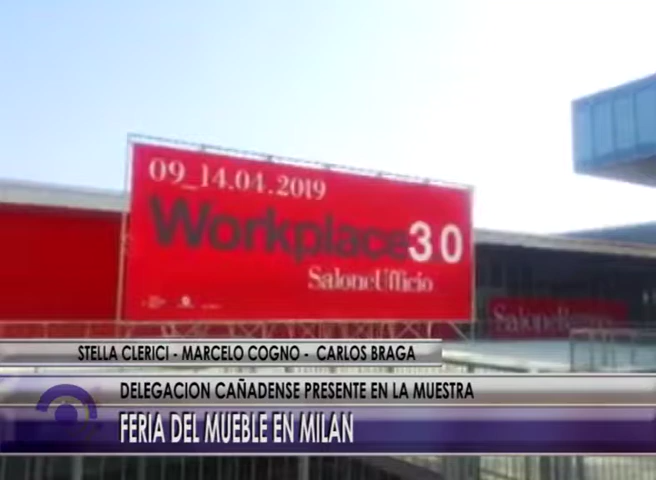 09_14.04.2019
Workplace3.0
SaloneUfficio
STELLA CLERICI - MARCELO COGNO - CARLOS BRAGA
DELEGACION CAÑADENSE PRESENTE EN LA MUESTRA
FERIA DEL MUEBLE EN MILAN